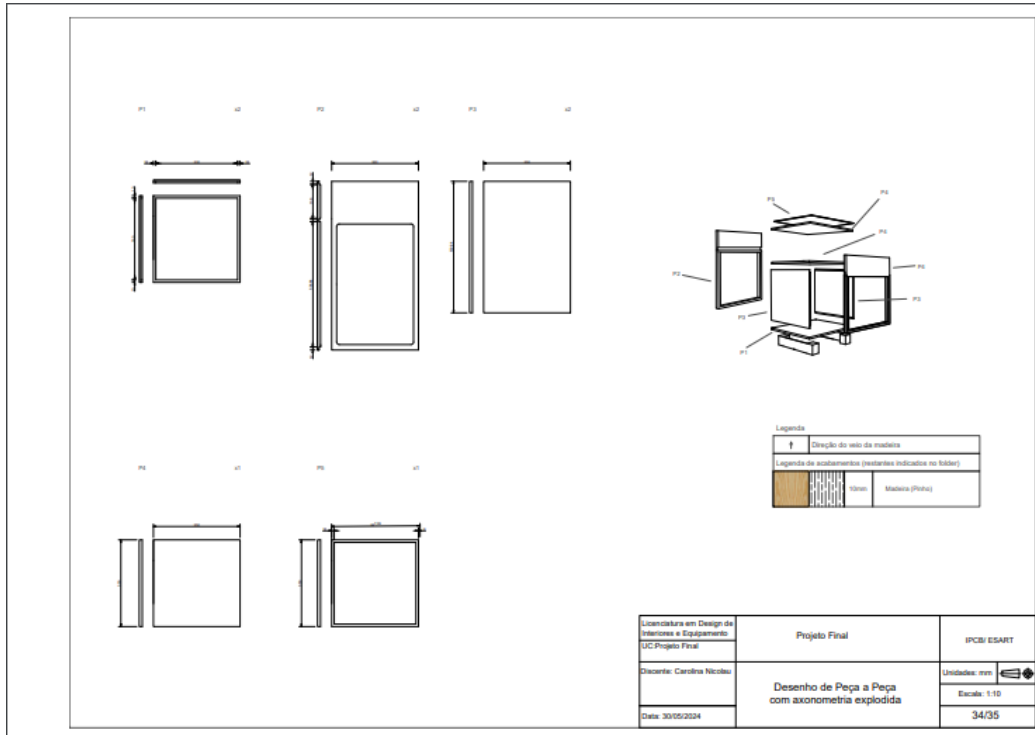 P1
x2
P2
x2
P3
x2
P5
P4
P4
P2
P6
P3
P3
P1
Legenda
Direção do veio da madeira
Legenda de acabamentos (restantes indicados no folder)
10mm
Madeira (Pinho)
P4
x1
P5
x1
Licenciatura em Design de
Interiores e Equipamento
UC:Projeto Final
Projeto Final
IPCB/ ESART
Discente: Carolina Nicolau
Desenho de Peça a Peça
com axonometria explodida
Unidades: mm
Escala: 1:10
Data: 30/05/2024
34/35